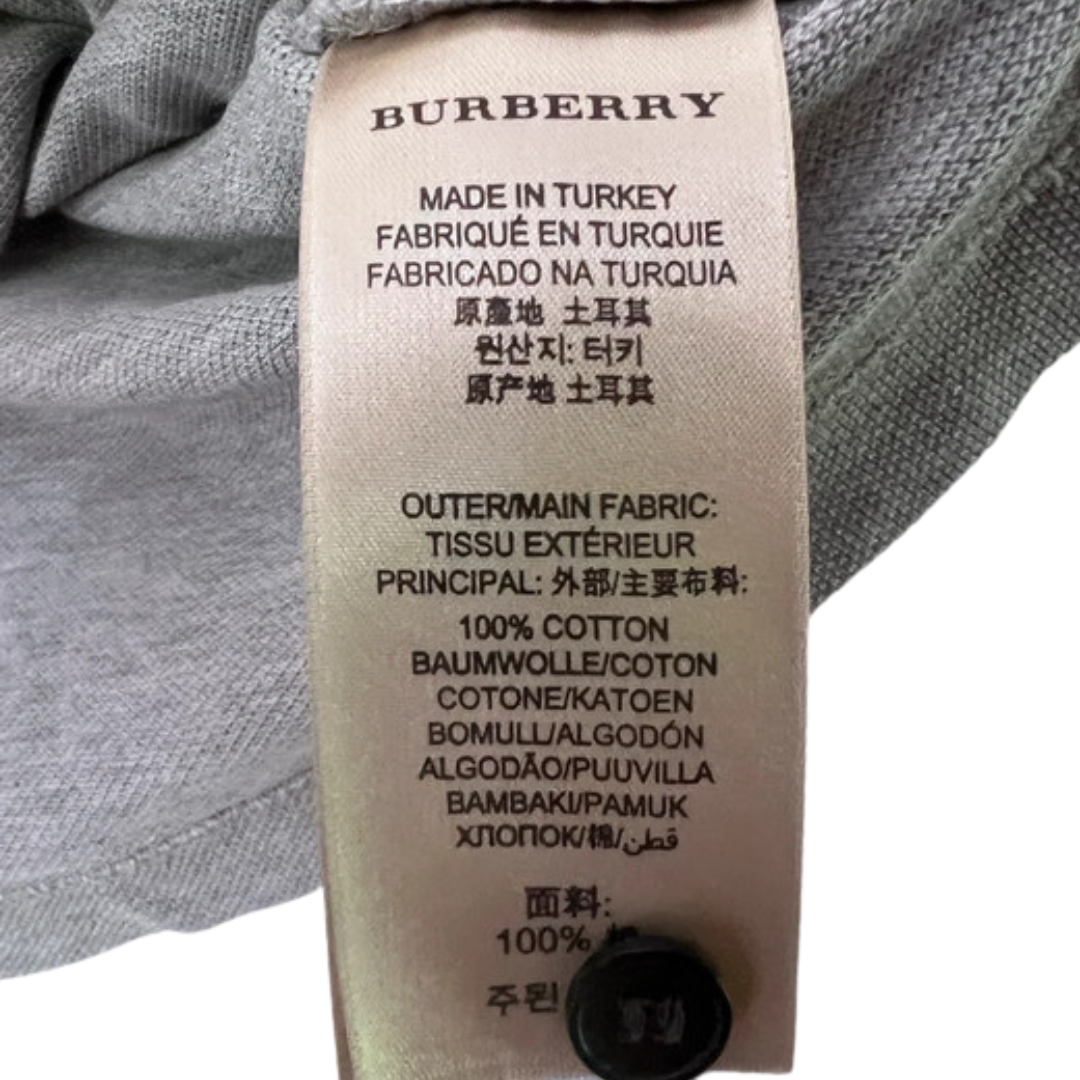 BURBERRY
MADE IN TURKEY
FABRIQUÉ EN TURQUIE
FABRICADO NA TURQUIA
原產地 土耳其
원산지: 터키
原产地 土耳其
OUTER/MAIN FABRIC:
TISSU EXTÉRIEUR
PRINCIPAL: 外部/主要布料:
100% COTTON
BAUMWOLLE/COTON
COTONE/KATOEN
BOMULL/ALGODÓN
ALGODÃO/PUUVILLA
BAMBAKI/PAMUK
ХЛОПОК/棉/قطن
面料:
100%
주된